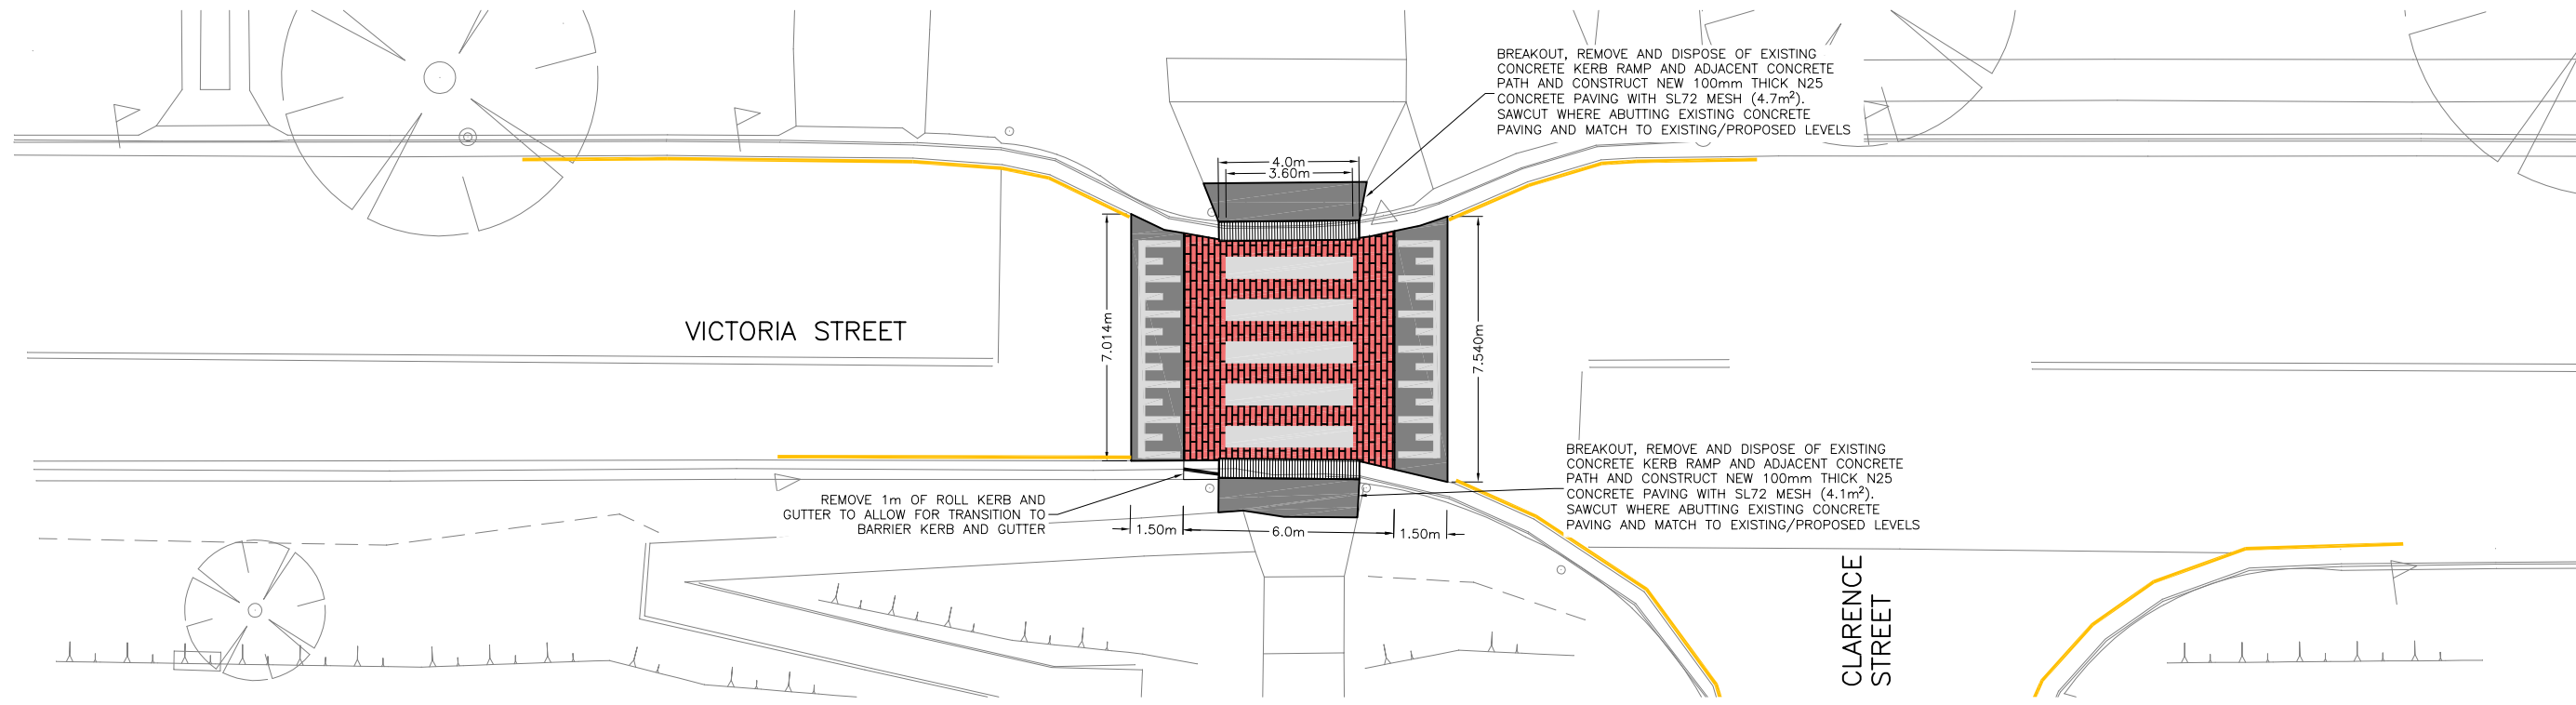 BREAKOUT, REMOVE AND DISPOSE OF EXISTING
CONCRETE KERB RAMP AND ADJACENT CONCRETE
PATH AND CONSTRUCT NEW 100mm THICK N25
CONCRETE PAVING WITH SL72 MESH (4.7m²).
SAWCUT WHERE ABUTTING EXISTING CONCRETE
PAVING AND MATCH TO EXISTING/PROPOSED LEVELS
4.0m
3.60m
VICTORIA STREET
7.014m
7.540m
BREAKOUT, REMOVE AND DISPOSE OF EXISTING
CONCRETE KERB RAMP AND ADJACENT CONCRETE
PATH AND CONSTRUCT NEW 100mm THICK N25
CONCRETE PAVING WITH SL72 MESH (4.1m²).
SAWCUT WHERE ABUTTING EXISTING CONCRETE
PAVING AND MATCH TO EXISTING/PROPOSED LEVELS
REMOVE 1m OF ROLL KERB AND
GUTTER TO ALLOW FOR TRANSITION TO
BARRIER KERB AND GUTTER
1.50m
6.0m
1.50m
CLARENCE
STREET